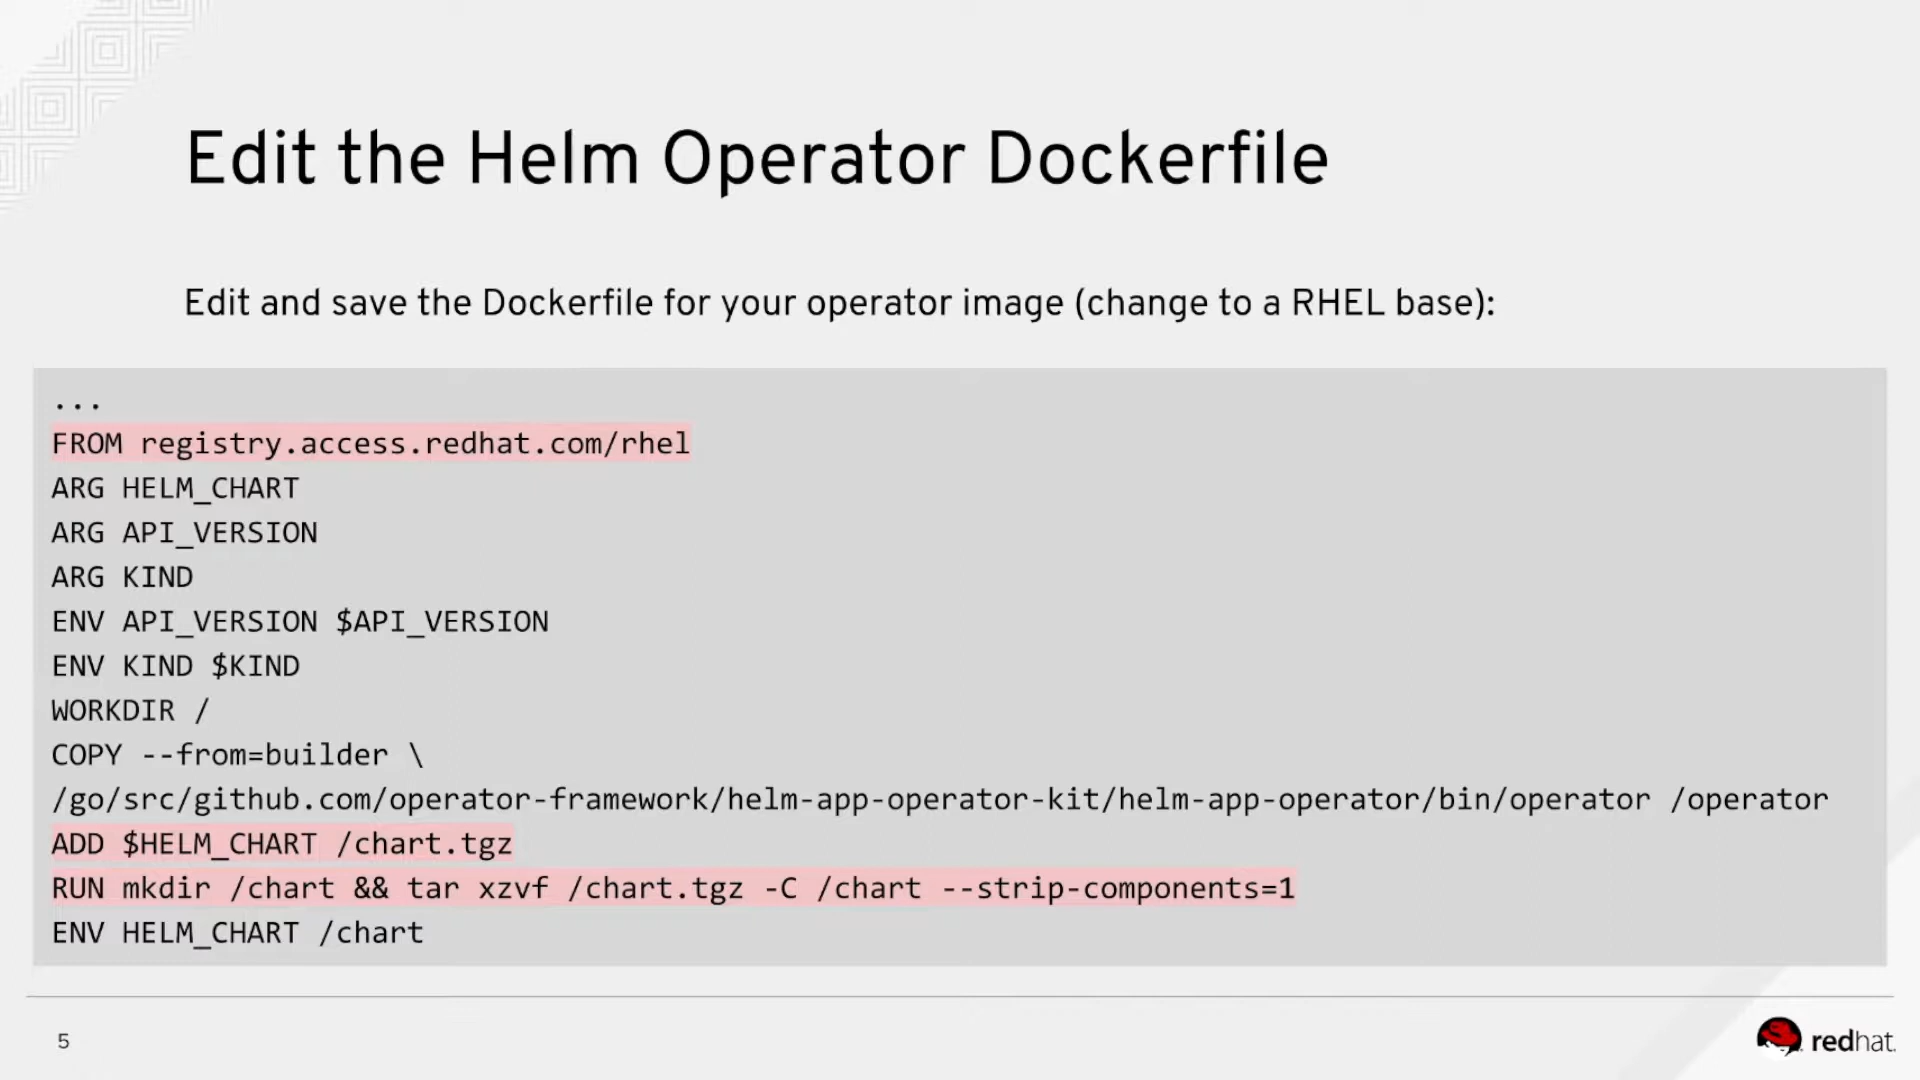 Edit the Helm Operator Dockerfile
Edit and save the Dockerfile for your operator image (change to a RHEL base):
...
FROM registry.access.redhat.com/rhel
ARG HELM_CHART
ARG API_VERSION
ARG KIND
ENV API_VERSION $API_VERSION
ENV KIND $KIND
WORKDIR /
COPY --from=builder \
/go/src/github.com/operator-framework/helm-app-operator-kit/helm-app-operator/bin/operator /operator
ADD $HELM_CHART /chart.tgz
RUN mkdir /chart && tar xzvf /chart.tgz -C /chart --strip-components=1
ENV HELM_CHART /chart
5
redhat.